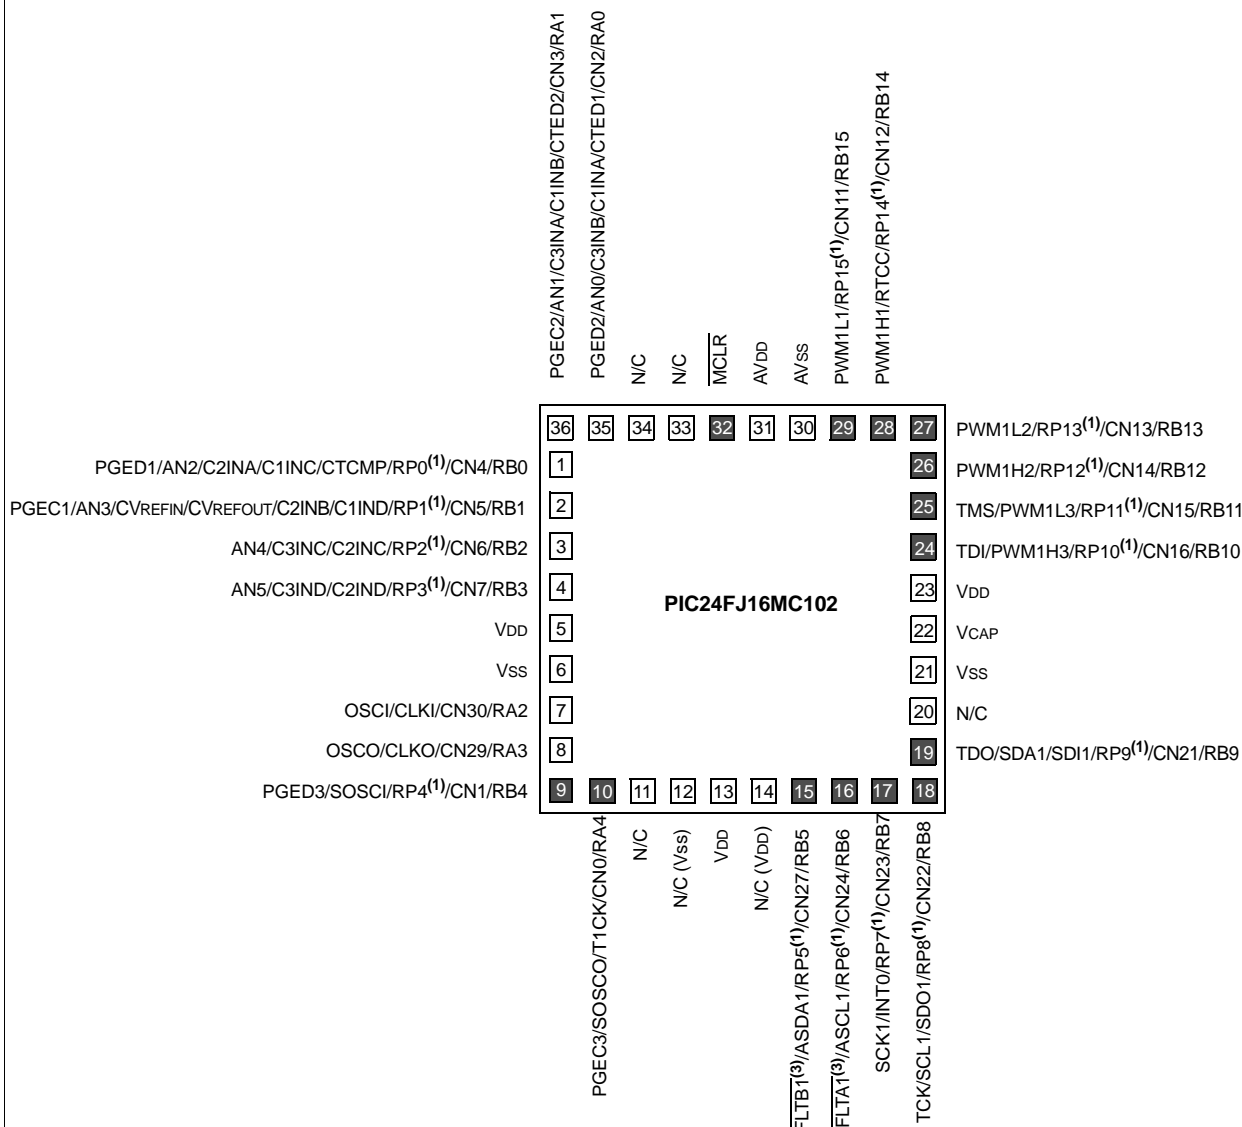 PGEC2/AN1/C3INA/C1INB/CTED2/CN3/RA1
PGED2/AN0/C3INB/C1INA/CTED1/CN2/RA0
N/C
N/C
MCLR
AVDD
AVSS
PWM1L1/RP15(1)/CN11/RB15
PWM1H1/RTCC/RP14(1)/CN12/RB14
36 35 34 33 32 31 30 29 28 27
PWM1L2/RP13(1)/CN13/RB13
PGED1/AN2/C2INA/C1INC/CTCMP/RP0(1)/CN4/RB0
1
26
PWM1H2/RP12(1)/CN14/RB12
PGEC1/AN3/CVREFIN/CVREFOUT/C2INB/C1IND/RP1(1)/CN5/RB1
2
25
TMS/PWM1L3/RP11(1)/CN15/RB11
AN4/C3INC/C2INC/RP2(1)/CN6/RB2
3
24
TDI/PWM1H3/RP10(1)/CN16/RB10
AN5/C3IND/C2IND/RP3(1)/CN7/RB3
4
PIC24FJ16MC102
23
VDD
VDD
5
22
VCAP
VSS
6
21
VSS
OSCI/CLKI/CN30/RA2
7
20
N/C
OSCO/CLKO/CN29/RA3
8
19
TDO/SDA1/SDI1/RP9(1)/CN21/RB9
PGED3/SOSCI/RP4(1)/CN1/RB4
9 10 11 12 13 14 15 16 17 18
PGEC3/SOSCO/T1CK/CN0/RA4
N/C
N/C (Vss)
VDD
N/C (VDD)
FLTB1(3)/ASDA1/RP5(1)/CN27/RB5
FLTA1(3)/ASCL1/RP6(1)/CN24/RB6
SCK1/INT0/RP7(1)/CN23/RB7
TCK/SCL1/SDO1/RP8(1)/CN22/RB8